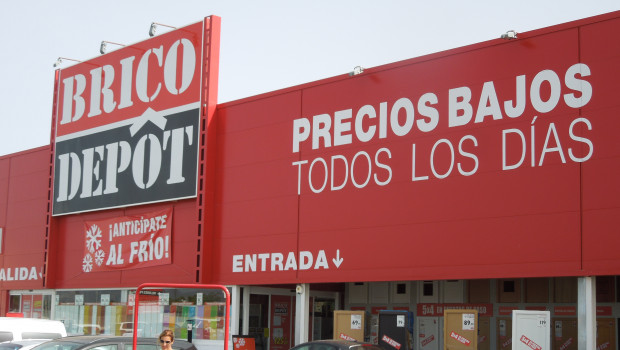 BRICO
DEPÔT
PRECIOS BAJOS
TODOS LOS DÍAS
¡ANTICÍPATE
AL FRÍO!
ENTRADA↓
ALIDA↓